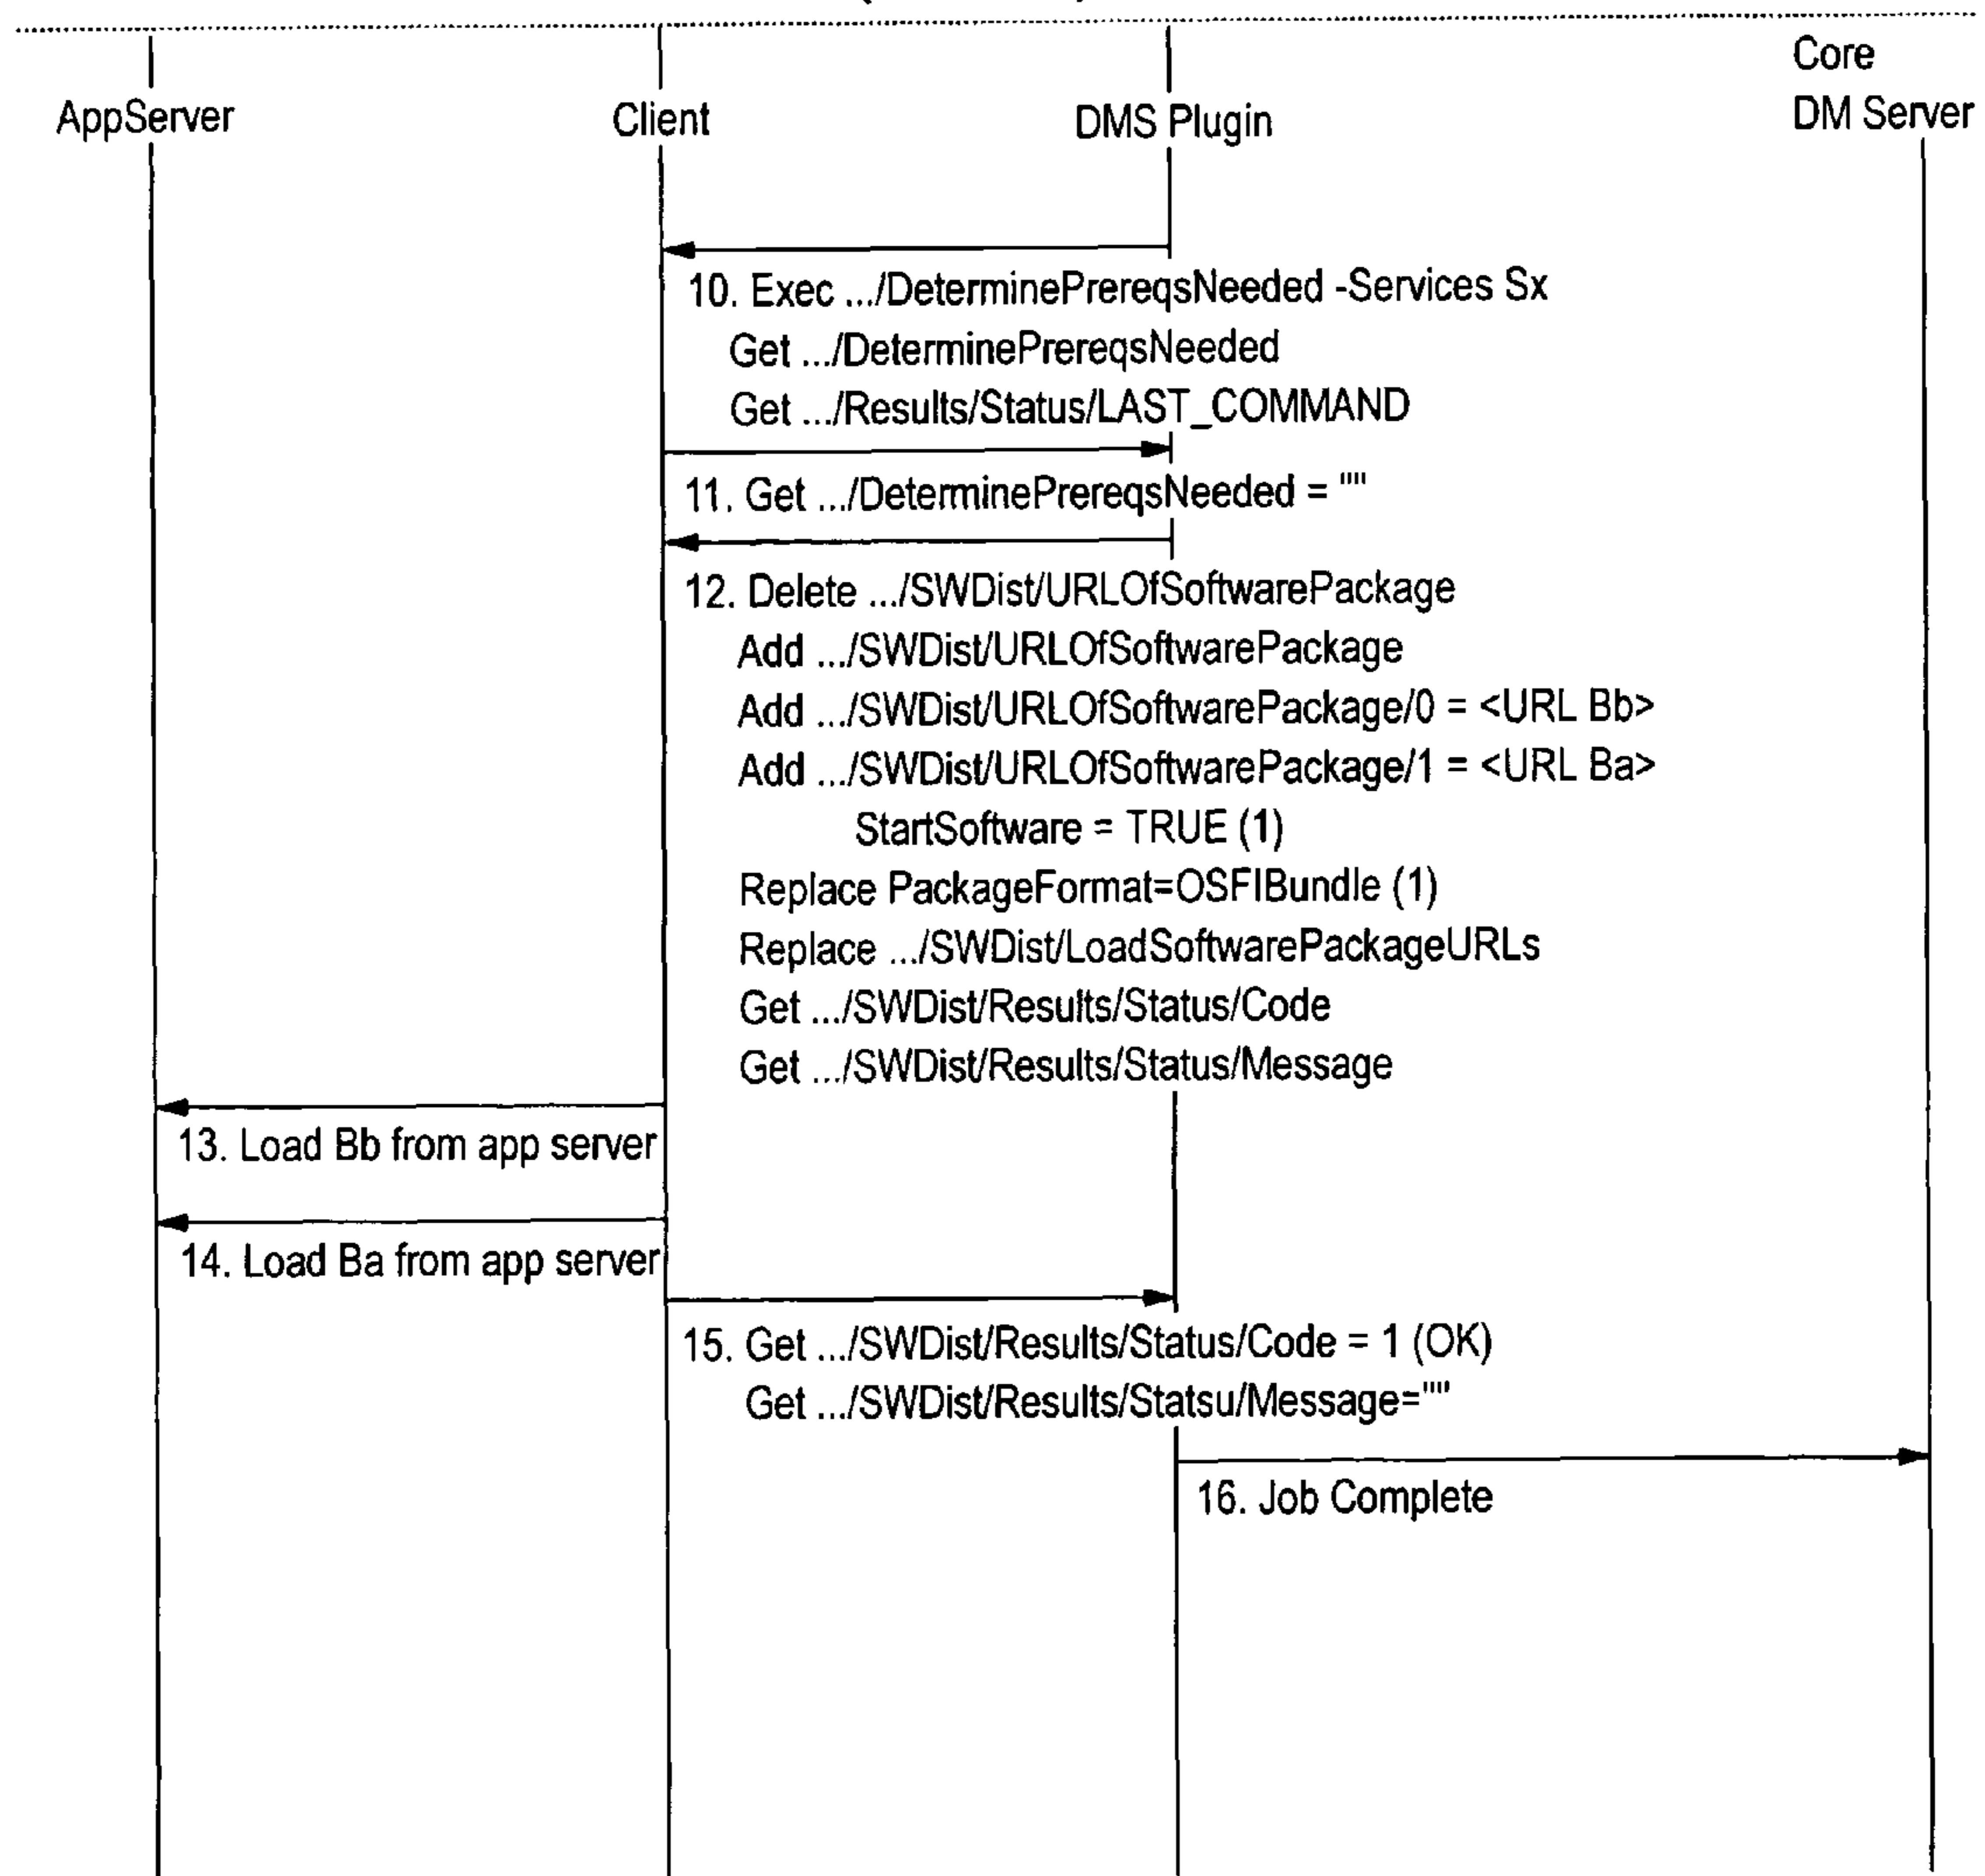 Core
AppServer
Client
DMS Plugin
DM Server
10. Exec .../DeterminePrereqsNeeded -Services Sx
Get .../DeterminePrereqsNeeded
Get .../Results/Status/LAST_COMMAND
11. Get .../DeterminePrereqsNeeded = ""
12. Delete .../SWDist/URLOfSoftwarePackage
Add .../SWDist/URLOfSoftwarePackage
Add .../SWDist/URLOfSoftwarePackage/0 = <URL Bb>
Add .../SWDist/URLOfSoftwarePackage/1 = <URL Ba>
StartSoftware = TRUE (1)
Replace PackageFormat=OSFIBundle (1)
Replace .../SWDist/LoadSoftwarePackageURLs
Get .../SWDist/Results/Status/Code
Get .../SWDist/Results/Status/Message
13. Load Bb from app server
14. Load Ba from app server
15. Get .../SWDist/Results/Status/Code = 1 (OK)
Get .../SWDist/Results/Statsu/Message=""
16. Job Complete